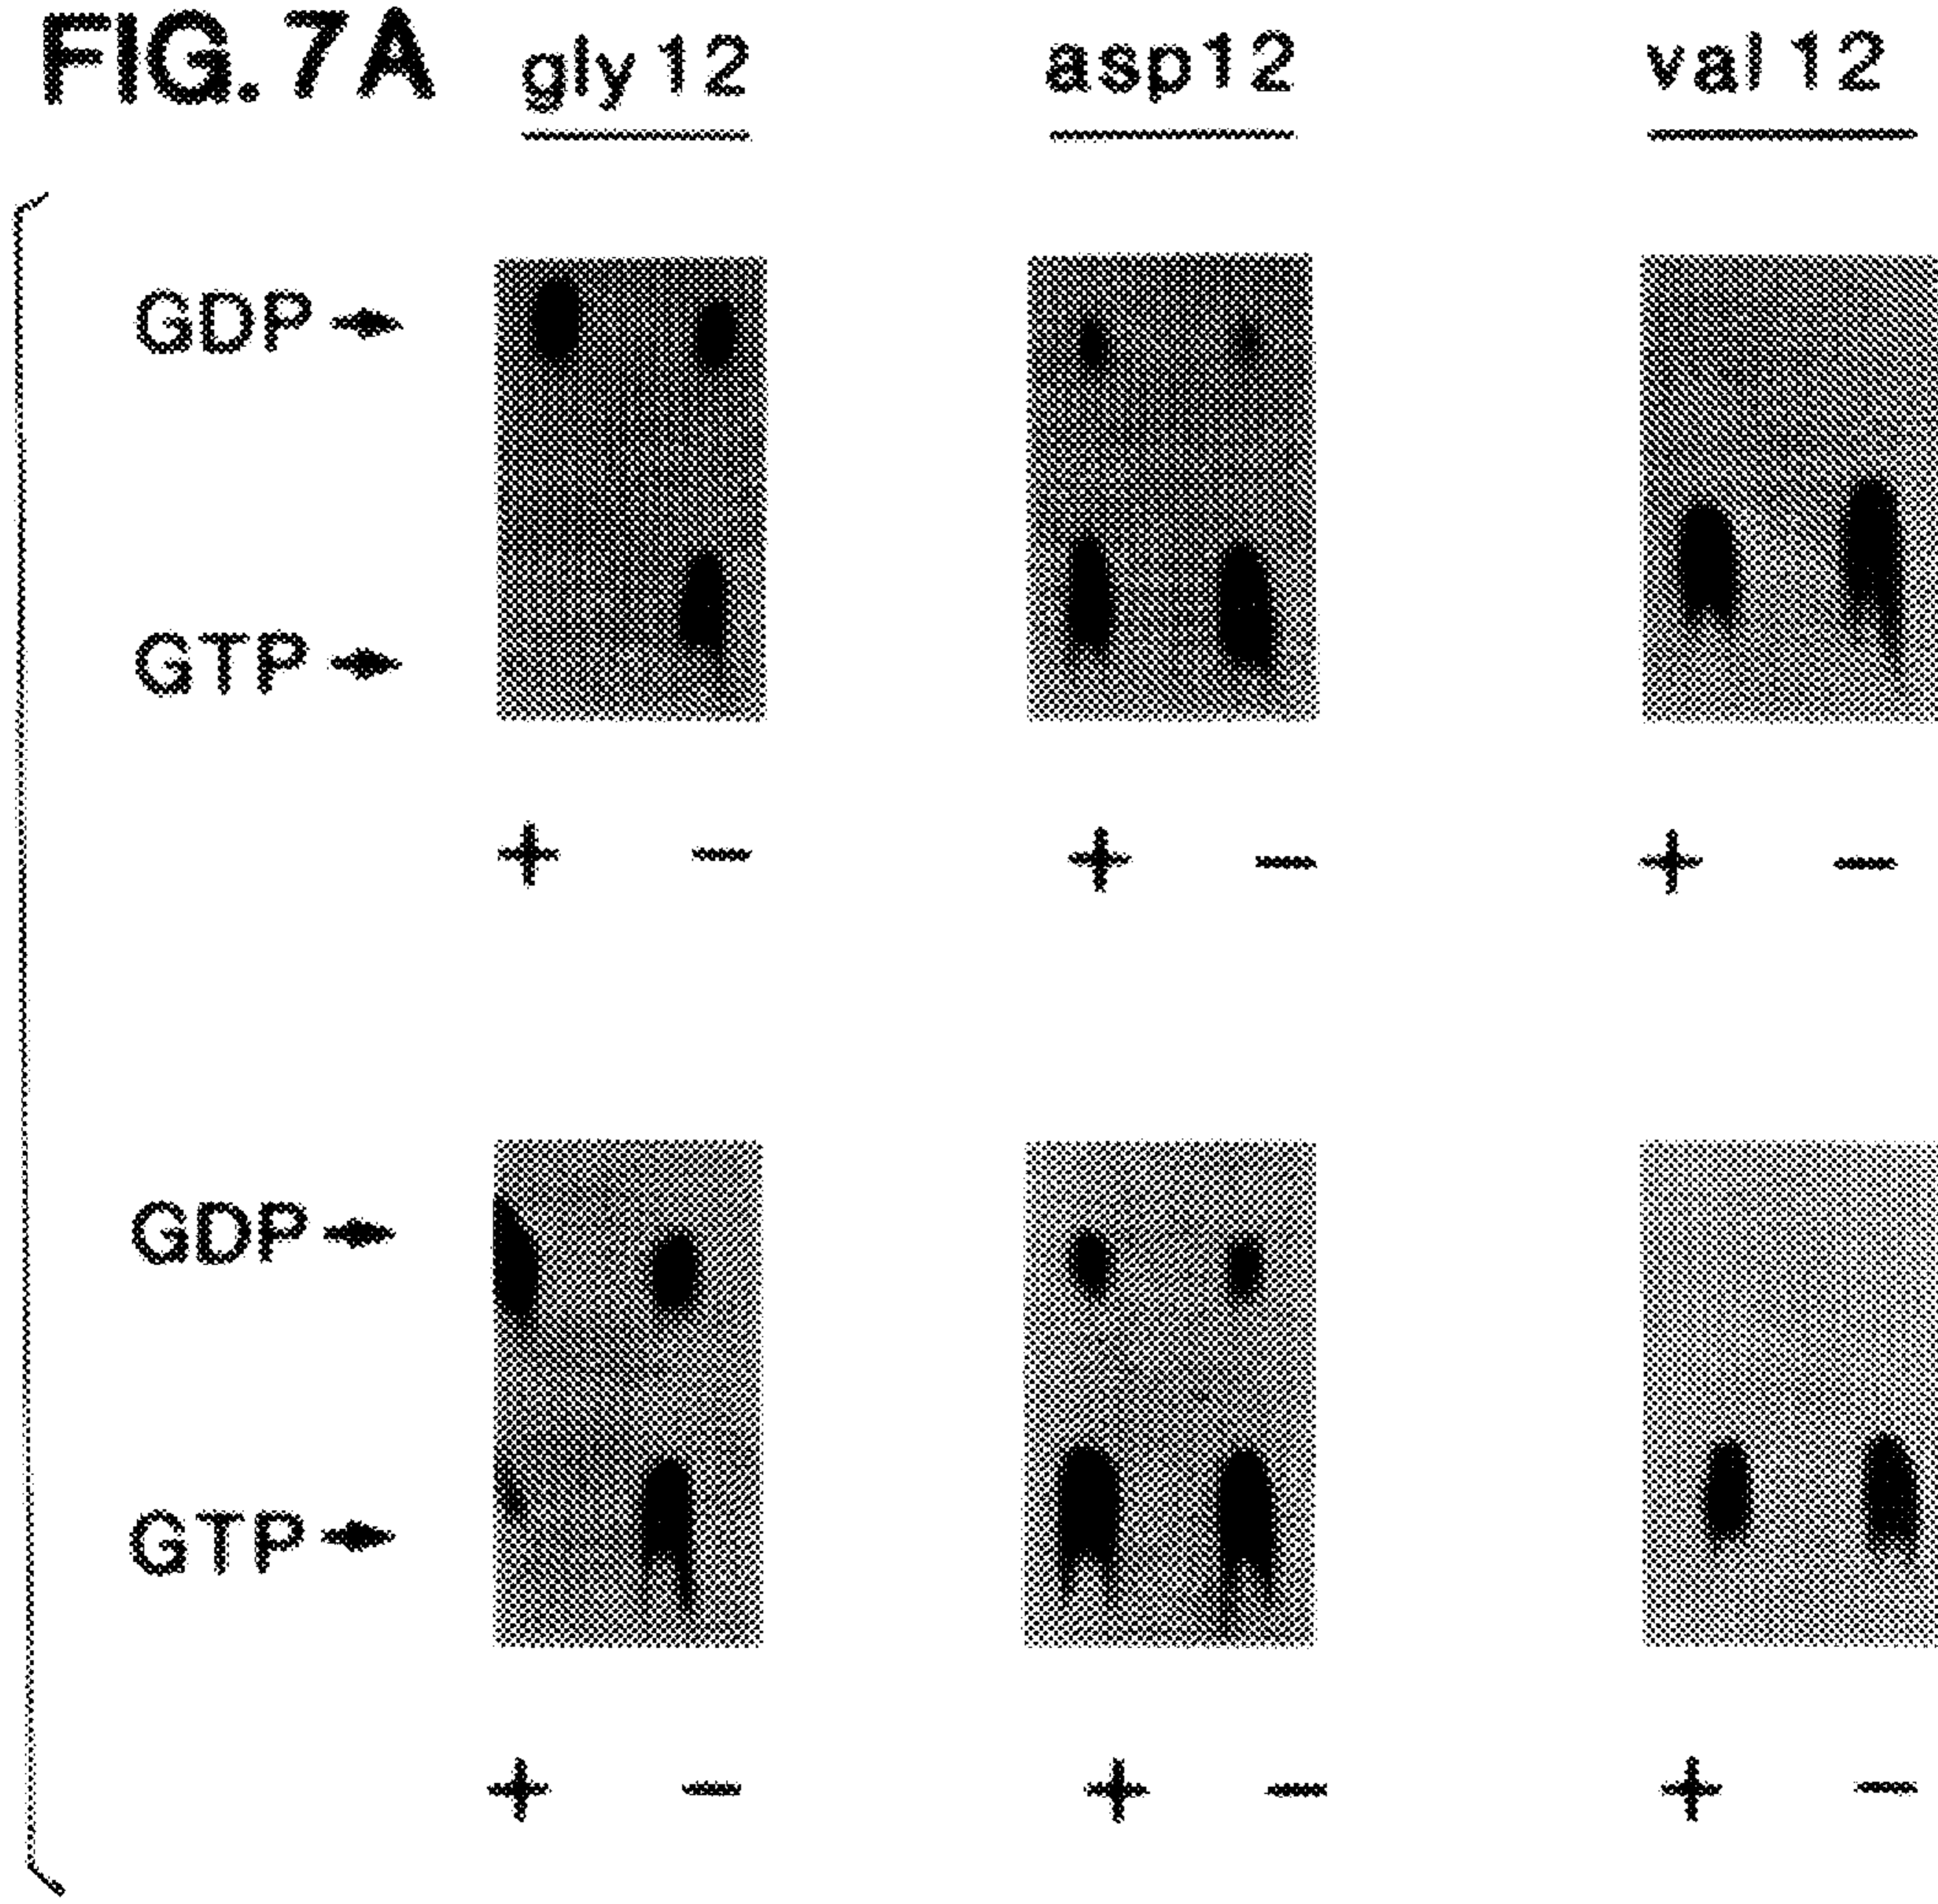 FIG. 7A gly 12 asp12 val 12
GDP
GTP
+ − + − + −
GDP
GTP
+ − + − + −